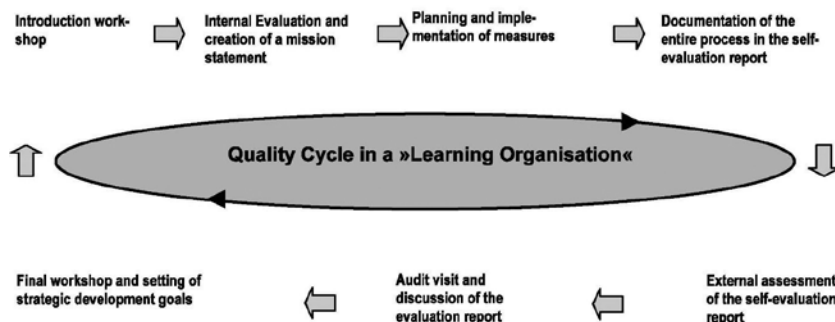 Introduction work-
shop
Internal Evaluation and
creation of a mission
statement
Planning and imple-
mentation of measures
Documentation of the
entire process in the self-
evaluation report
Quality Cycle in a »Learning Organisation«
Final workshop and setting of
strategic development goals
Audit visit and
discussion of the
evaluation report
External assessment
of the self-evaluation
report